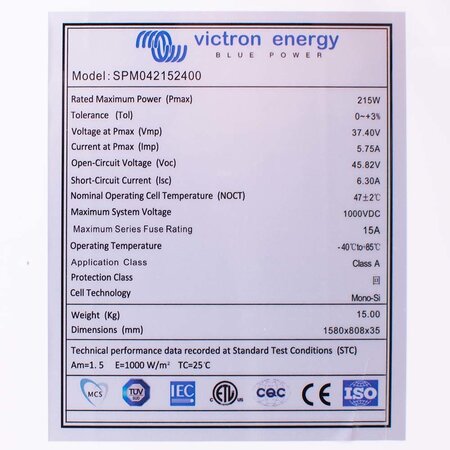 victron energy
BLUE POWER
Model: SPM042152400
Rated Maximum Power (Pmax) 215W
Tolerance (Tol) 0~+3%
Voltage at Pmax (Vmp) 37.40V
Current at Pmax (Imp) 5.75A
Open-Circuit Voltage (Voc) 45.82V
Short-Circuit Current (Isc) 6.30A
Nominal Operating Cell Temperature (NOCT) 47±2℃
Maximum System Voltage 1000VDC
Maximum Series Fuse Rating 15A
Operating Temperature -40℃to-85℃
Application Class Class A
Protection Class
Cell Technology Mono-Si
Weight (Kg) 15.00
Dimensions (mm) 1580x808x35
Technical performance data recorded at Standard Test Conditions (STC)
Am=1.5 E=1000 W/m² TC=25℃
MCS TÜV IEC ETL CQC CE ISO